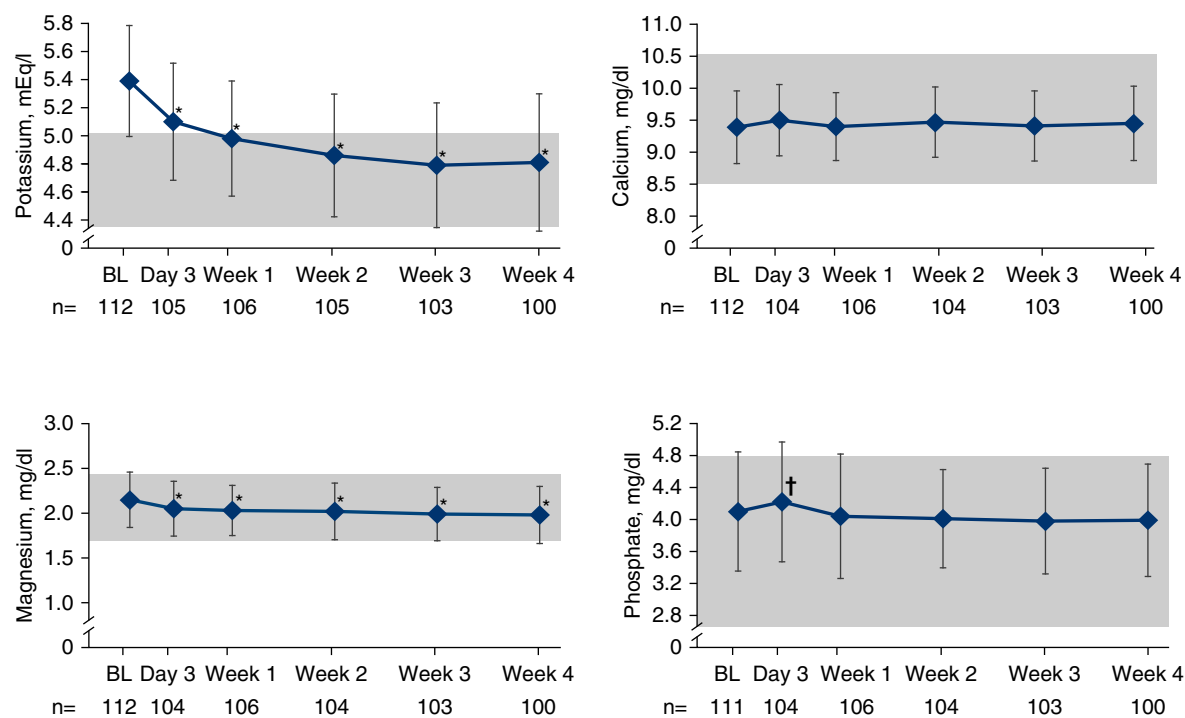 Potassium, mEq/l
5.8
5.6
5.4
5.2
5.0
4.8
4.6
4.4
0
* * * * *
BL Day 3 Week 1 Week 2 Week 3 Week 4
n= 112 105 106 105 103 100
Calcium, mg/dl
11.0
10.5
10.0
9.5
9.0
8.5
8.0
0
BL Day 3 Week 1 Week 2 Week 3 Week 4
n= 112 104 106 104 103 100
Magnesium, mg/dl
3.0
2.5
2.0
1.5
1.0
0
* * * * *
BL Day 3 Week 1 Week 2 Week 3 Week 4
n= 112 104 106 104 103 100
Phosphate, mg/dl
5.2
4.8
4.4
4.0
3.6
3.2
2.8
0
†
BL Day 3 Week 1 Week 2 Week 3 Week 4
n= 111 104 106 104 103 100